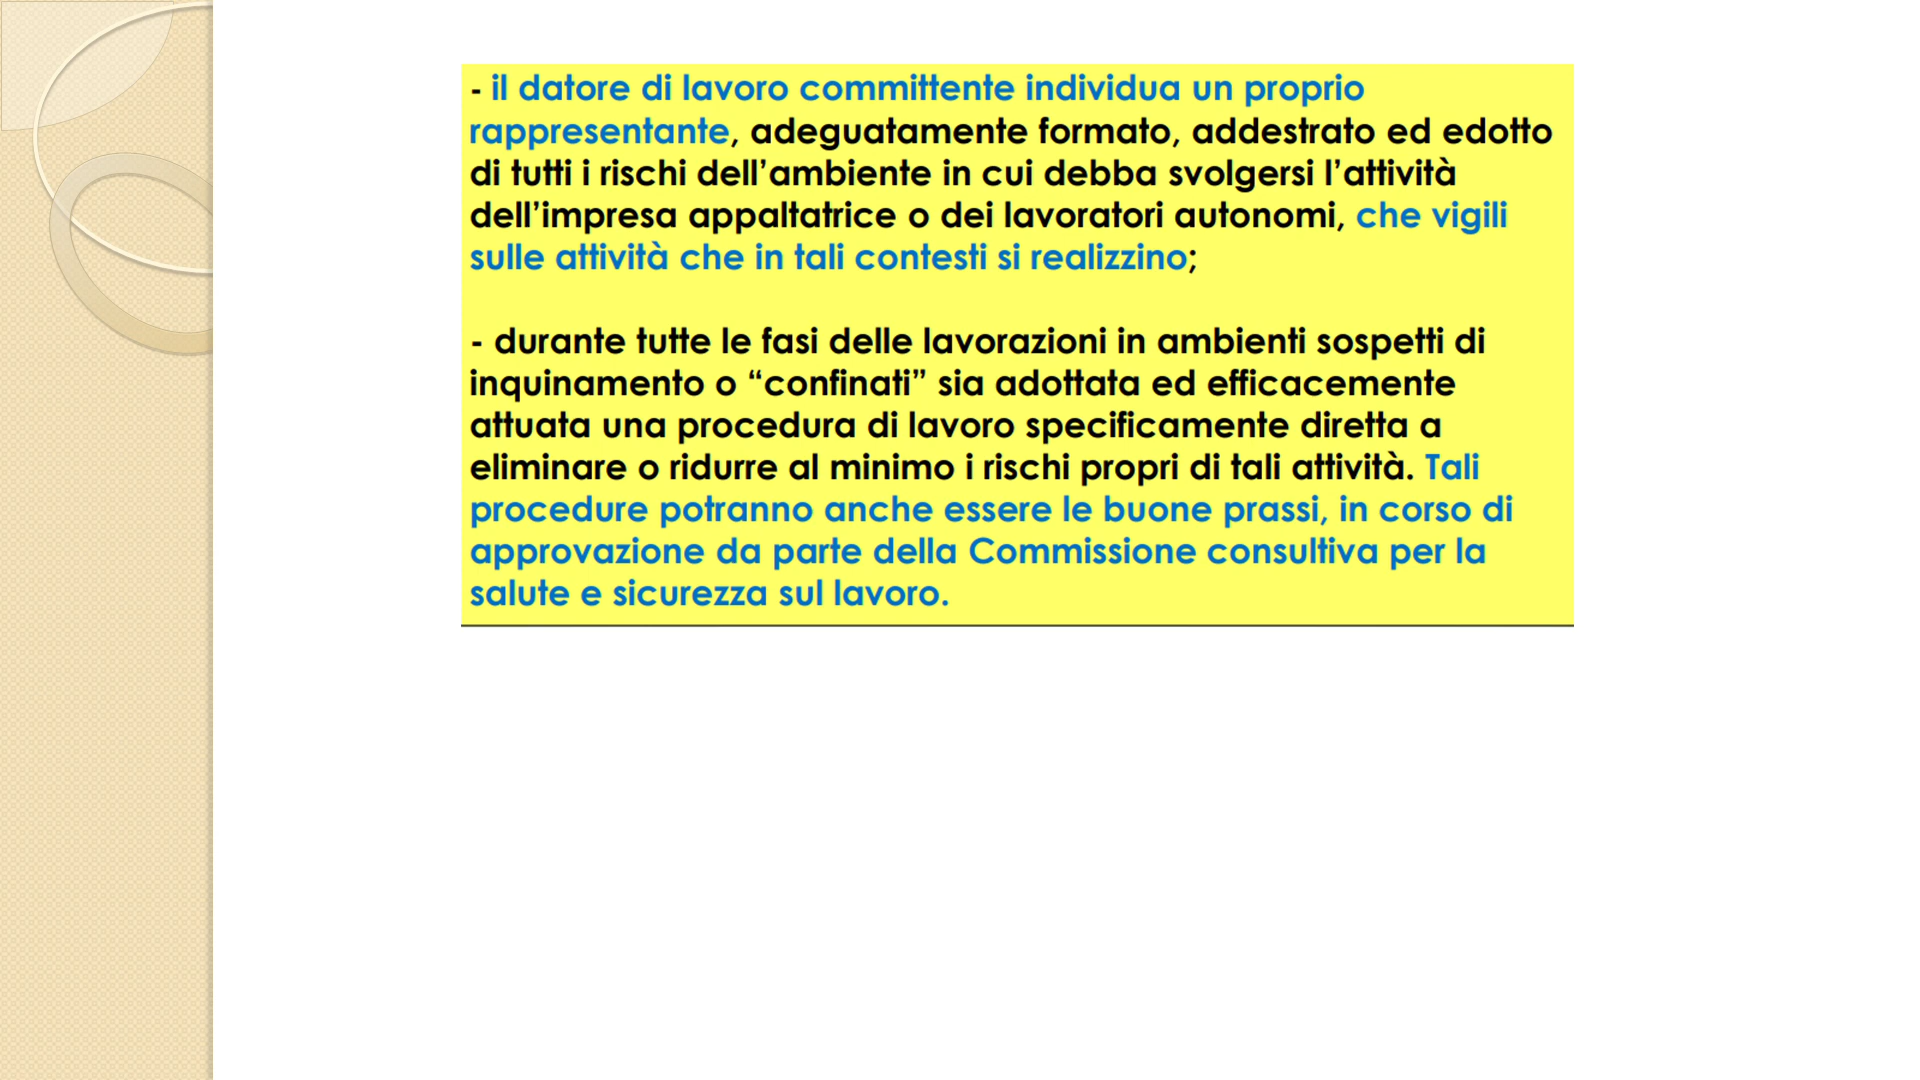 - il datore di lavoro committente individua un proprio
rappresentante, adeguatamente formato, addestrato ed edotto
di tutti i rischi dell’ambiente in cui debba svolgersi l’attività
dell’impresa appaltatrice o dei lavoratori autonomi, che vigili
sulle attività che in tali contesti si realizzino;
- durante tutte le fasi delle lavorazioni in ambienti sospetti di
inquinamento o “confinati” sia adottata ed efficacemente
attuata una procedura di lavoro specificamente diretta a
eliminare o ridurre al minimo i rischi propri di tali attività. Tali
procedure potranno anche essere le buone prassi, in corso di
approvazione da parte della Commissione consultiva per la
salute e sicurezza sul lavoro.